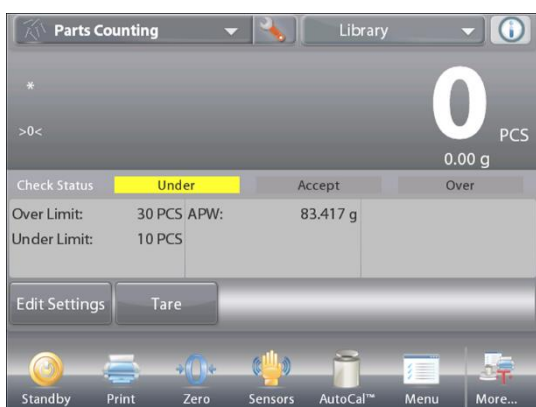 Parts Counting Library
*
>0<
0 PCS
0.00 g
Check Status Under Accept Over
Over Limit: 30 PCS APW: 83.417 g
Under Limit: 10 PCS
Edit Settings Tare
Standby Print Zero Sensors AutoCal™ Menu More...